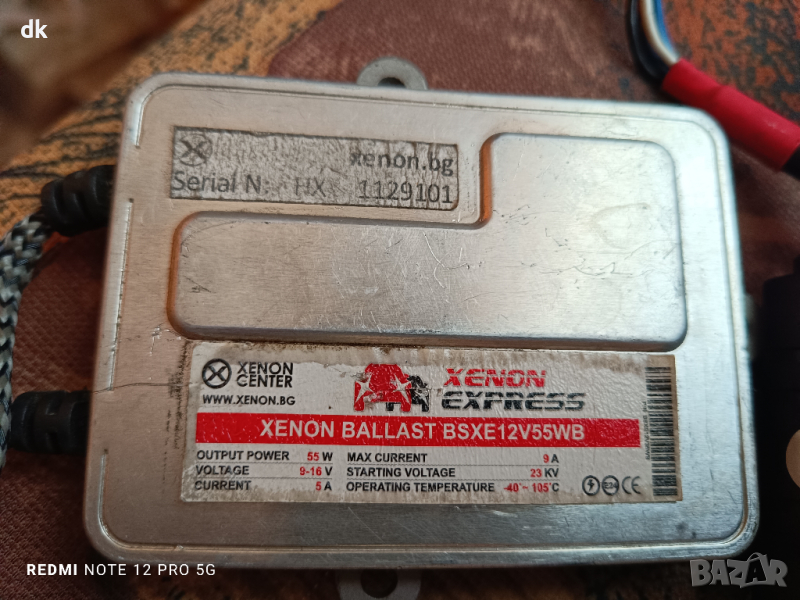 dk
xenon.bg
Serial N: HX 1129101
XENON CENTER
WWW.XENON.BG
XENON EXPRESS
XENON BALLAST BSXE12V55WB
OUTPUT POWER 55 W MAX CURRENT 9 A
VOLTAGE 9-16 V STARTING VOLTAGE 23 KV
CURRENT 5 A OPERATING TEMPERATURE -40°~ 105°C
CE
REDMI NOTE 12 PRO 5G
BAZAR